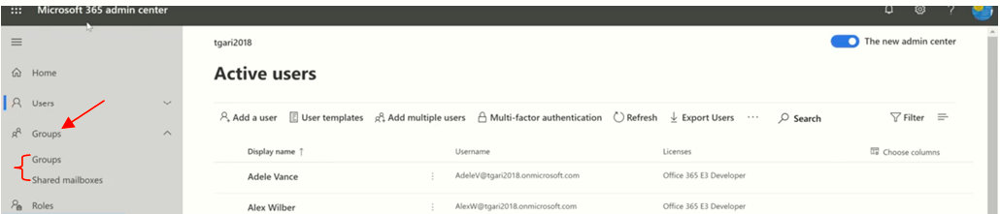 Microsoft 365 admin center
?
tgari2018
The new admin center
Home
Active users
Users
Add a user User templates Add multiple users Multi-factor authentication Refresh Export Users ... Search Filter
Groups
Display name ↑ Username Licenses Choose columns
Groups
Adele Vance AdeleV@tgari2018.onmicrosoft.com Office 365 E3 Developer
Shared mailboxes
Roles
Alex Wilber AlexW@tgari2018.onmicrosoft.com Office 365 E3 Developer